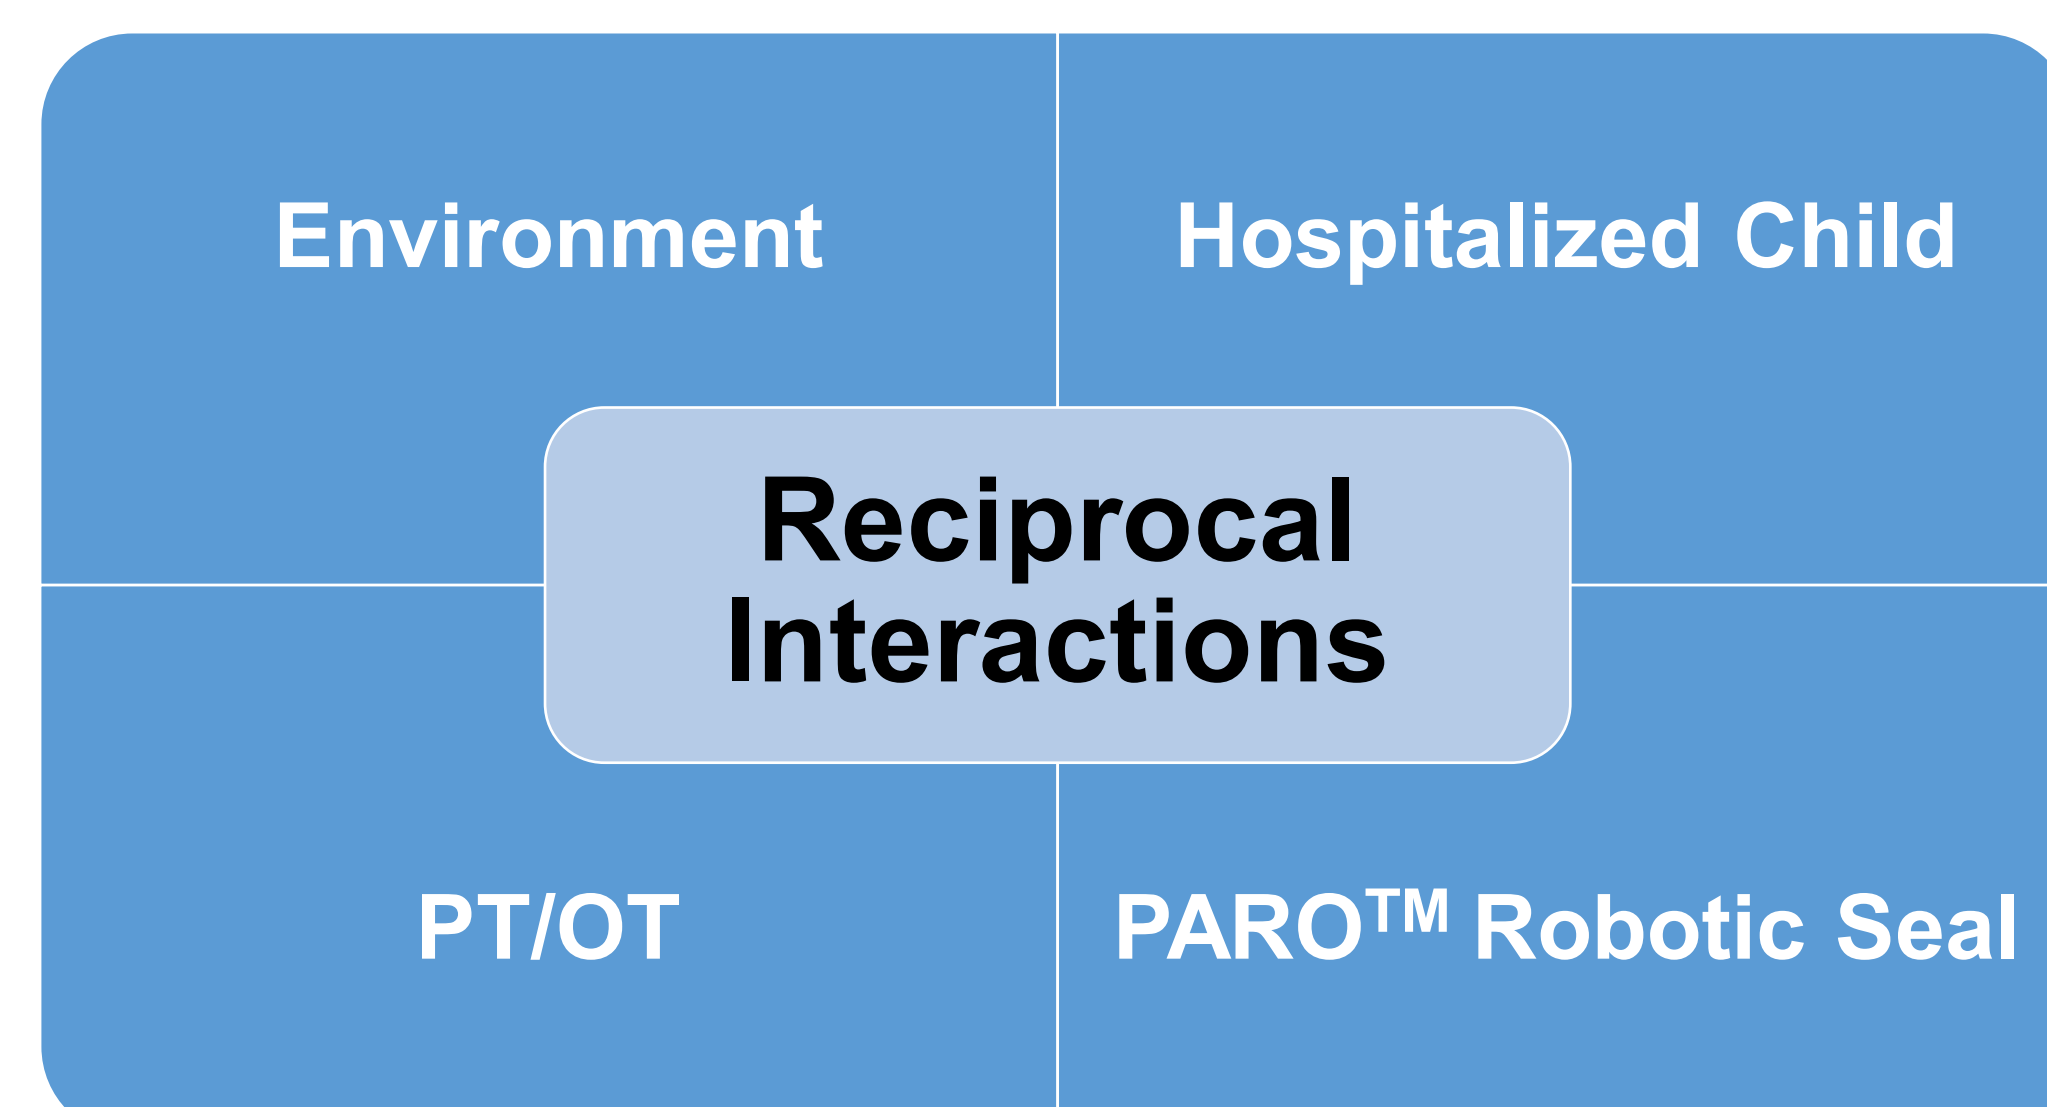 Environment
Hospitalized Child
Reciprocal
Interactions
PT/OT
PARO™ Robotic Seal